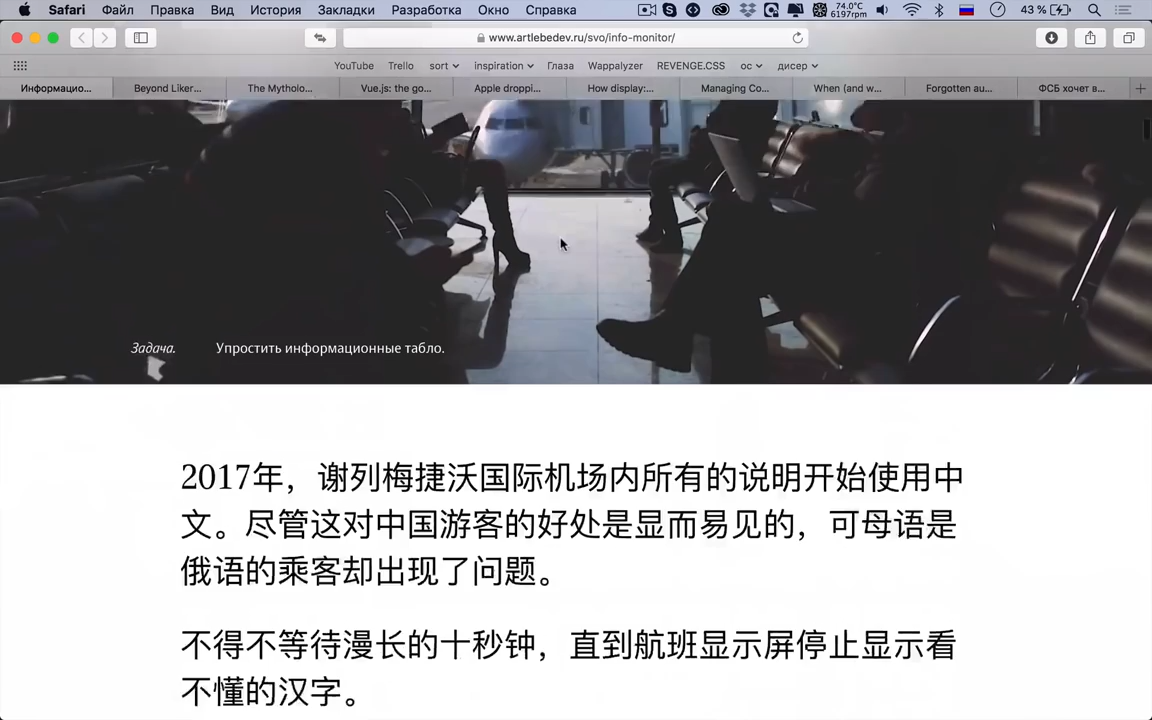 Safari Файл Правка Вид История Закладки Разработка Окно Справка 74.0°C 6197rpm 43 %
www.artlebedev.ru/svo/info-monitor/
YouTube Trello sort inspiration Глаза Wappalyzer REVENGE.CSS ос дисер
Информацио... Beyond Liker... The Mytholo... Vue.js: the go... Apple droppi... How display:... Managing Co... When (and w... Forgotten au... ФСБ хочет в...
Задача. Упростить информационные табло.
2017年，谢列梅捷沃国际机场内所有的说明开始使用中
文。尽管这对中国游客的好处是显而易见的，可母语是
俄语的乘客却出现了问题。
不得不等待漫长的十秒钟，直到航班显示屏停止显示看
不懂的汉字。